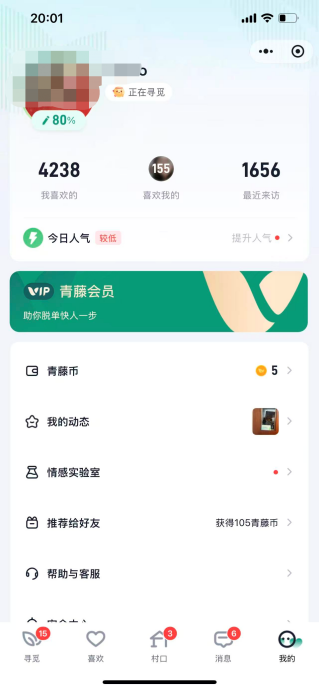 20:01
正在寻觅
80%
4238
155
1656
我喜欢的
喜欢我的
最近来访
今日人气 较低
提升人气
VIP 青藤会员
助你脱单快人一步
青藤币
5
我的动态
情感实验室
推荐给好友
获得105青藤币
帮助与客服
15
3
6
寻觅
喜欢
村口
消息
我的